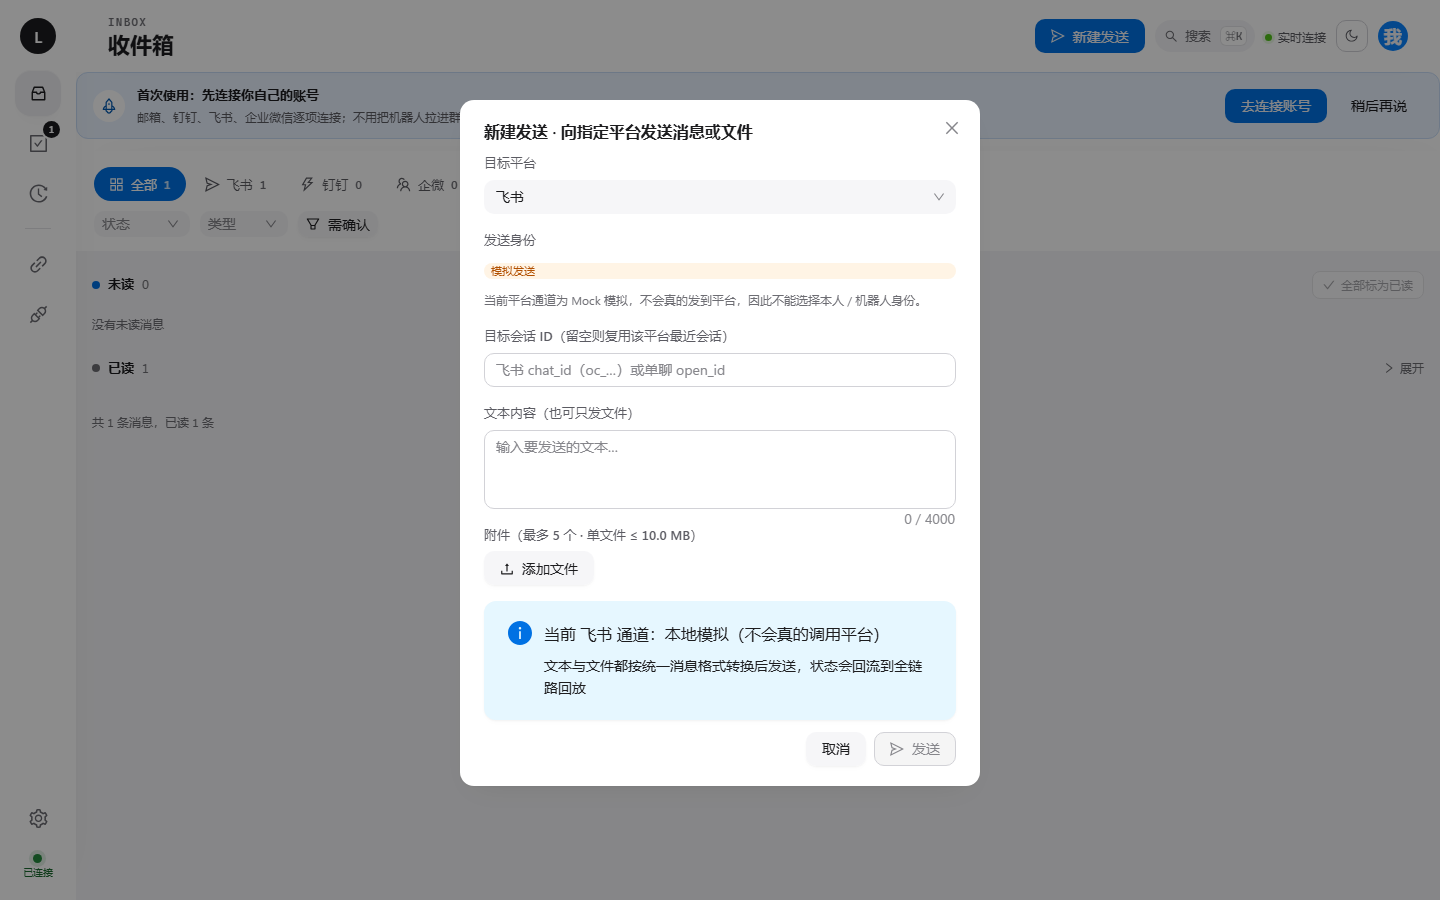 L
INBOX
收件箱
新建发送
搜索
⌘K
实时连接
我
首次使用：先连接你自己的账号
邮箱、钉钉、飞书、企业微信逐项连接；不用把机器人拉进群
去连接账号
稍后再说
1
全部 1
飞书 1
钉钉 0
企微 0
状态
类型
需确认
未读 0
全部标为已读
没有未读消息
已读 1
展开
共 1 条消息，已读 1 条
已连接
新建发送 · 向指定平台发送消息或文件
目标平台
飞书
发送身份
模拟发送
当前平台通道为 Mock 模拟，不会真的发到平台，因此不能选择本人 / 机器人身份。
目标会话 ID（留空则复用该平台最近会话）
飞书 chat_id（oc_...）或单聊 open_id
文本内容（也可只发文件）
输入要发送的文本...
0 / 4000
附件（最多 5 个 · 单文件 ≤ 10.0 MB）
添加文件
当前 飞书 通道：本地模拟（不会真的调用平台）
文本与文件都按统一消息格式转换后发送，状态会回流到全链
路回放
取消
发送